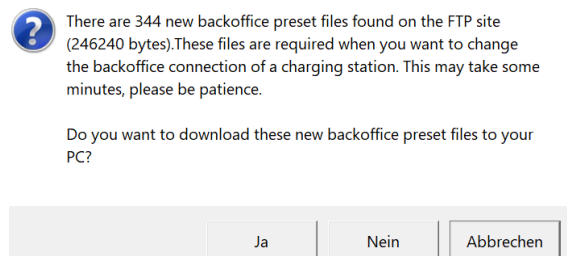 There are 344 new backoffice preset files found on the FTP site
(246240 bytes).These files are required when you want to change
the backoffice connection of a charging station. This may take some
minutes, please be patience.
Do you want to download these new backoffice preset files to your
PC?
Ja
Nein
Abbrechen